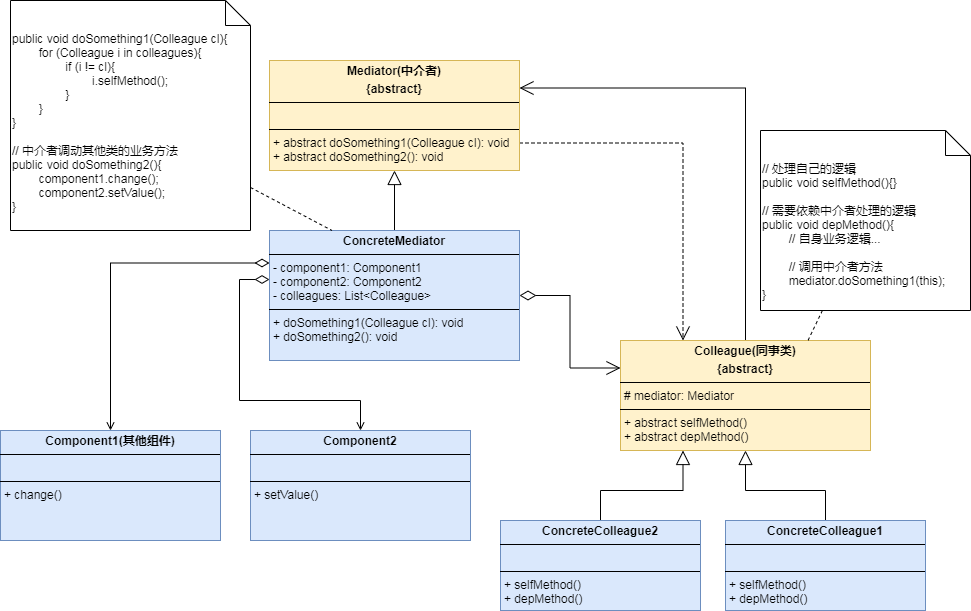 public void doSomething1(Colleague cl){
for (Colleague i in colleagues){
if (i != cl){
i.selfMethod();
}
}
}
// 中介者调动其他类的业务方法
public void doSomething2(){
component1.change();
component2.setValue();
}
Mediator(中介者)
{abstract}
+ abstract doSomething1(Colleague cl): void
+ abstract doSomething2(): void
// 处理自己的逻辑
public void selfMethod(){}
// 需要依赖中介者处理的逻辑
public void depMethod(){
// 自身业务逻辑...
// 调用中介者方法
mediator.doSomething1(this);
}
ConcreteMediator
- component1: Component1
- component2: Component2
- colleagues: List<Colleague>
+ doSomething1(Colleague cl): void
+ doSomething2(): void
Colleague(同事类)
{abstract}
# mediator: Mediator
+ abstract selfMethod()
+ abstract depMethod()
Component1(其他组件)
+ change()
Component2
+ setValue()
ConcreteColleague2
+ selfMethod()
+ depMethod()
ConcreteColleague1
+ selfMethod()
+ depMethod()